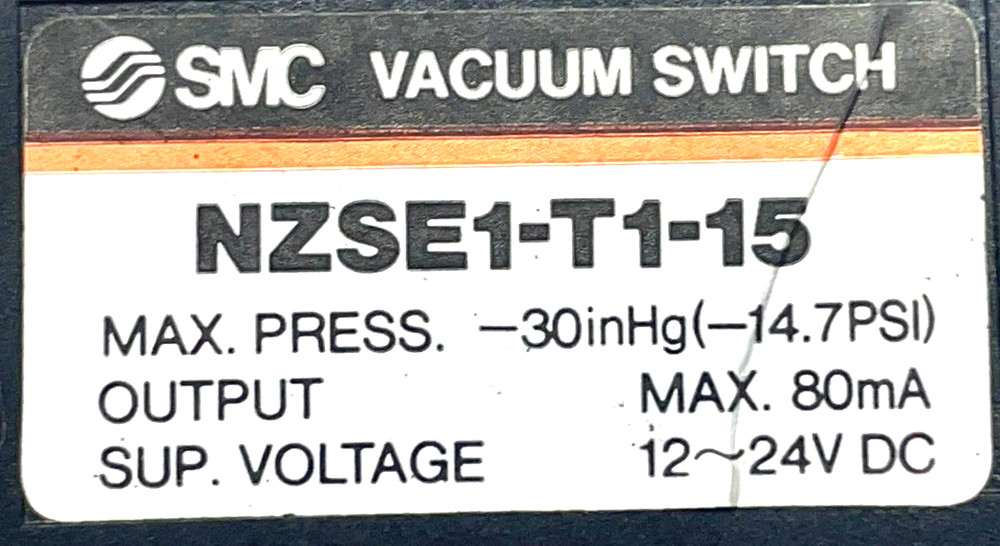 SMC VACUUM SWITCH
NZSE1-T1-15
MAX. PRESS. −30inHg(−14.7PSI)
OUTPUT MAX. 80mA
SUP. VOLTAGE 12~24V DC